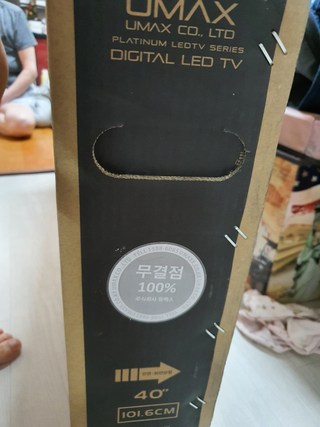 UMAX
UMAX CO., LTD
PLATINUM LEDTV SERIES
DIGITAL LED TV
무결점
100%
40"
101.6CM